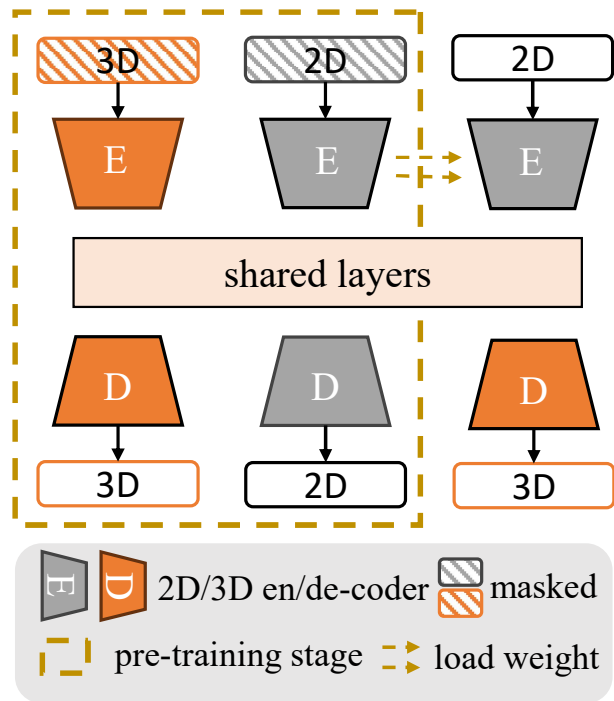 3D 2D 2D
E E E
shared layers
D D D
3D 2D 3D
E D 2D/3D en/de-coder masked
pre-training stage load weight